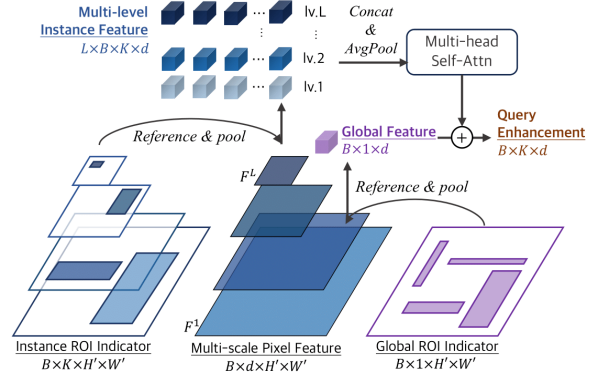 Multi-level
Instance Feature
L×B×K×d
lv.L
lv.2
lv.1
Concat
&
AvgPool
Multi-head
Self-Attn
Reference & pool
Global Feature
B×1×d
+
Query
Enhancement
B×K×d
F^L
Reference & pool
F^1
Instance ROI Indicator
B×K×H'×W'
Multi-scale Pixel Feature
B×d×H'×W'
Global ROI Indicator
B×1×H'×W'